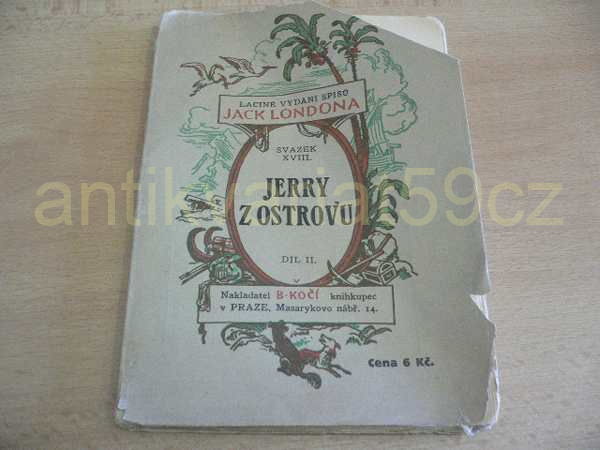 LACINÉ VYDÁNÍ SPISŮ
JACK LONDONA
SVAZEK
XVIII.
JERRY
Z OSTROVŮ
DÍL II.
Nakladatel B·KOČÍ knihkupec
v PRAZE, Masarykovo nábř. 14.
Cena 6 Kč.